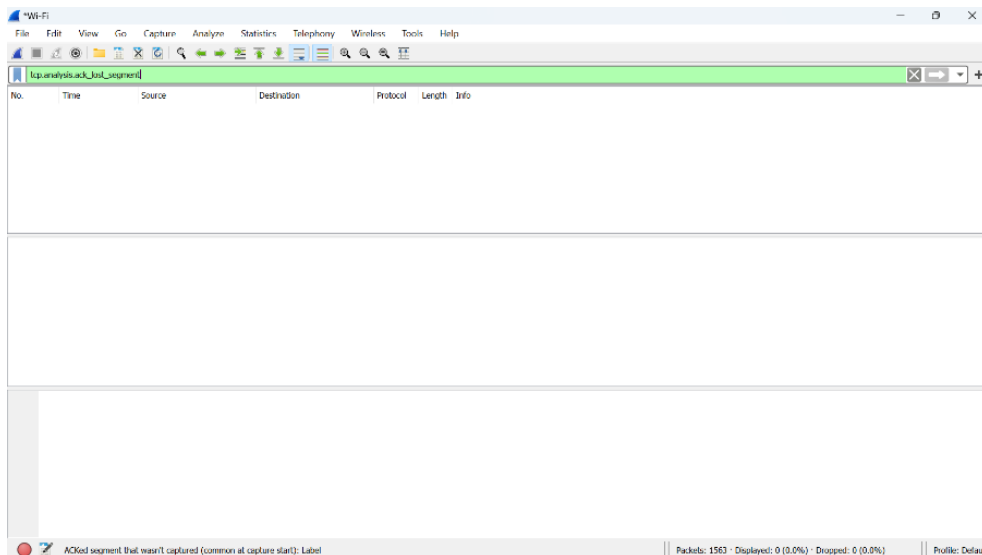 *Wi-Fi
File Edit View Go Capture Analyze Statistics Telephony Wireless Tools Help
tcp.analysis.ack_lost_segment
No. Time Source Destination Protocol Length Info
ACKed segment that wasn't captured (common at capture start): Label
Packets: 1563 · Displayed: 0 (0.0%) · Dropped: 0 (0.0%)
Profile: Defau